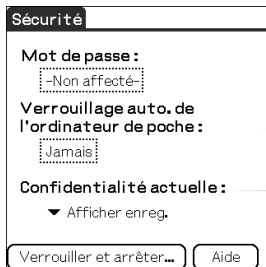 Sécurité
Mot de passe :
-Non affecté-
Verrouillage auto. de
l'ordinateur de poche :
Jamais
Confidentialité actuelle :
Afficher enreg.
Verrouiller et arrêter... Aide